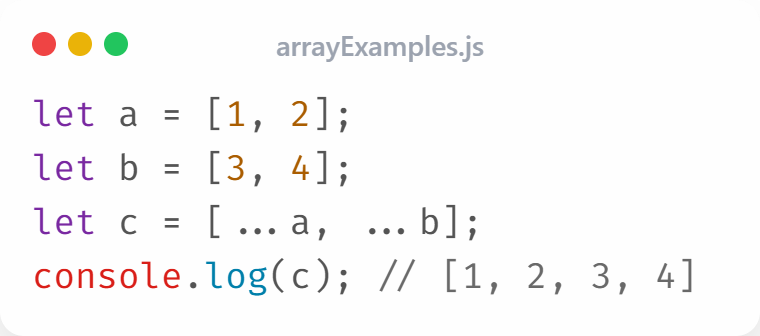 arrayExamples.js
let a = [1, 2];
let b = [3, 4];
let c = [...a, ...b];
console.log(c); // [1, 2, 3, 4]